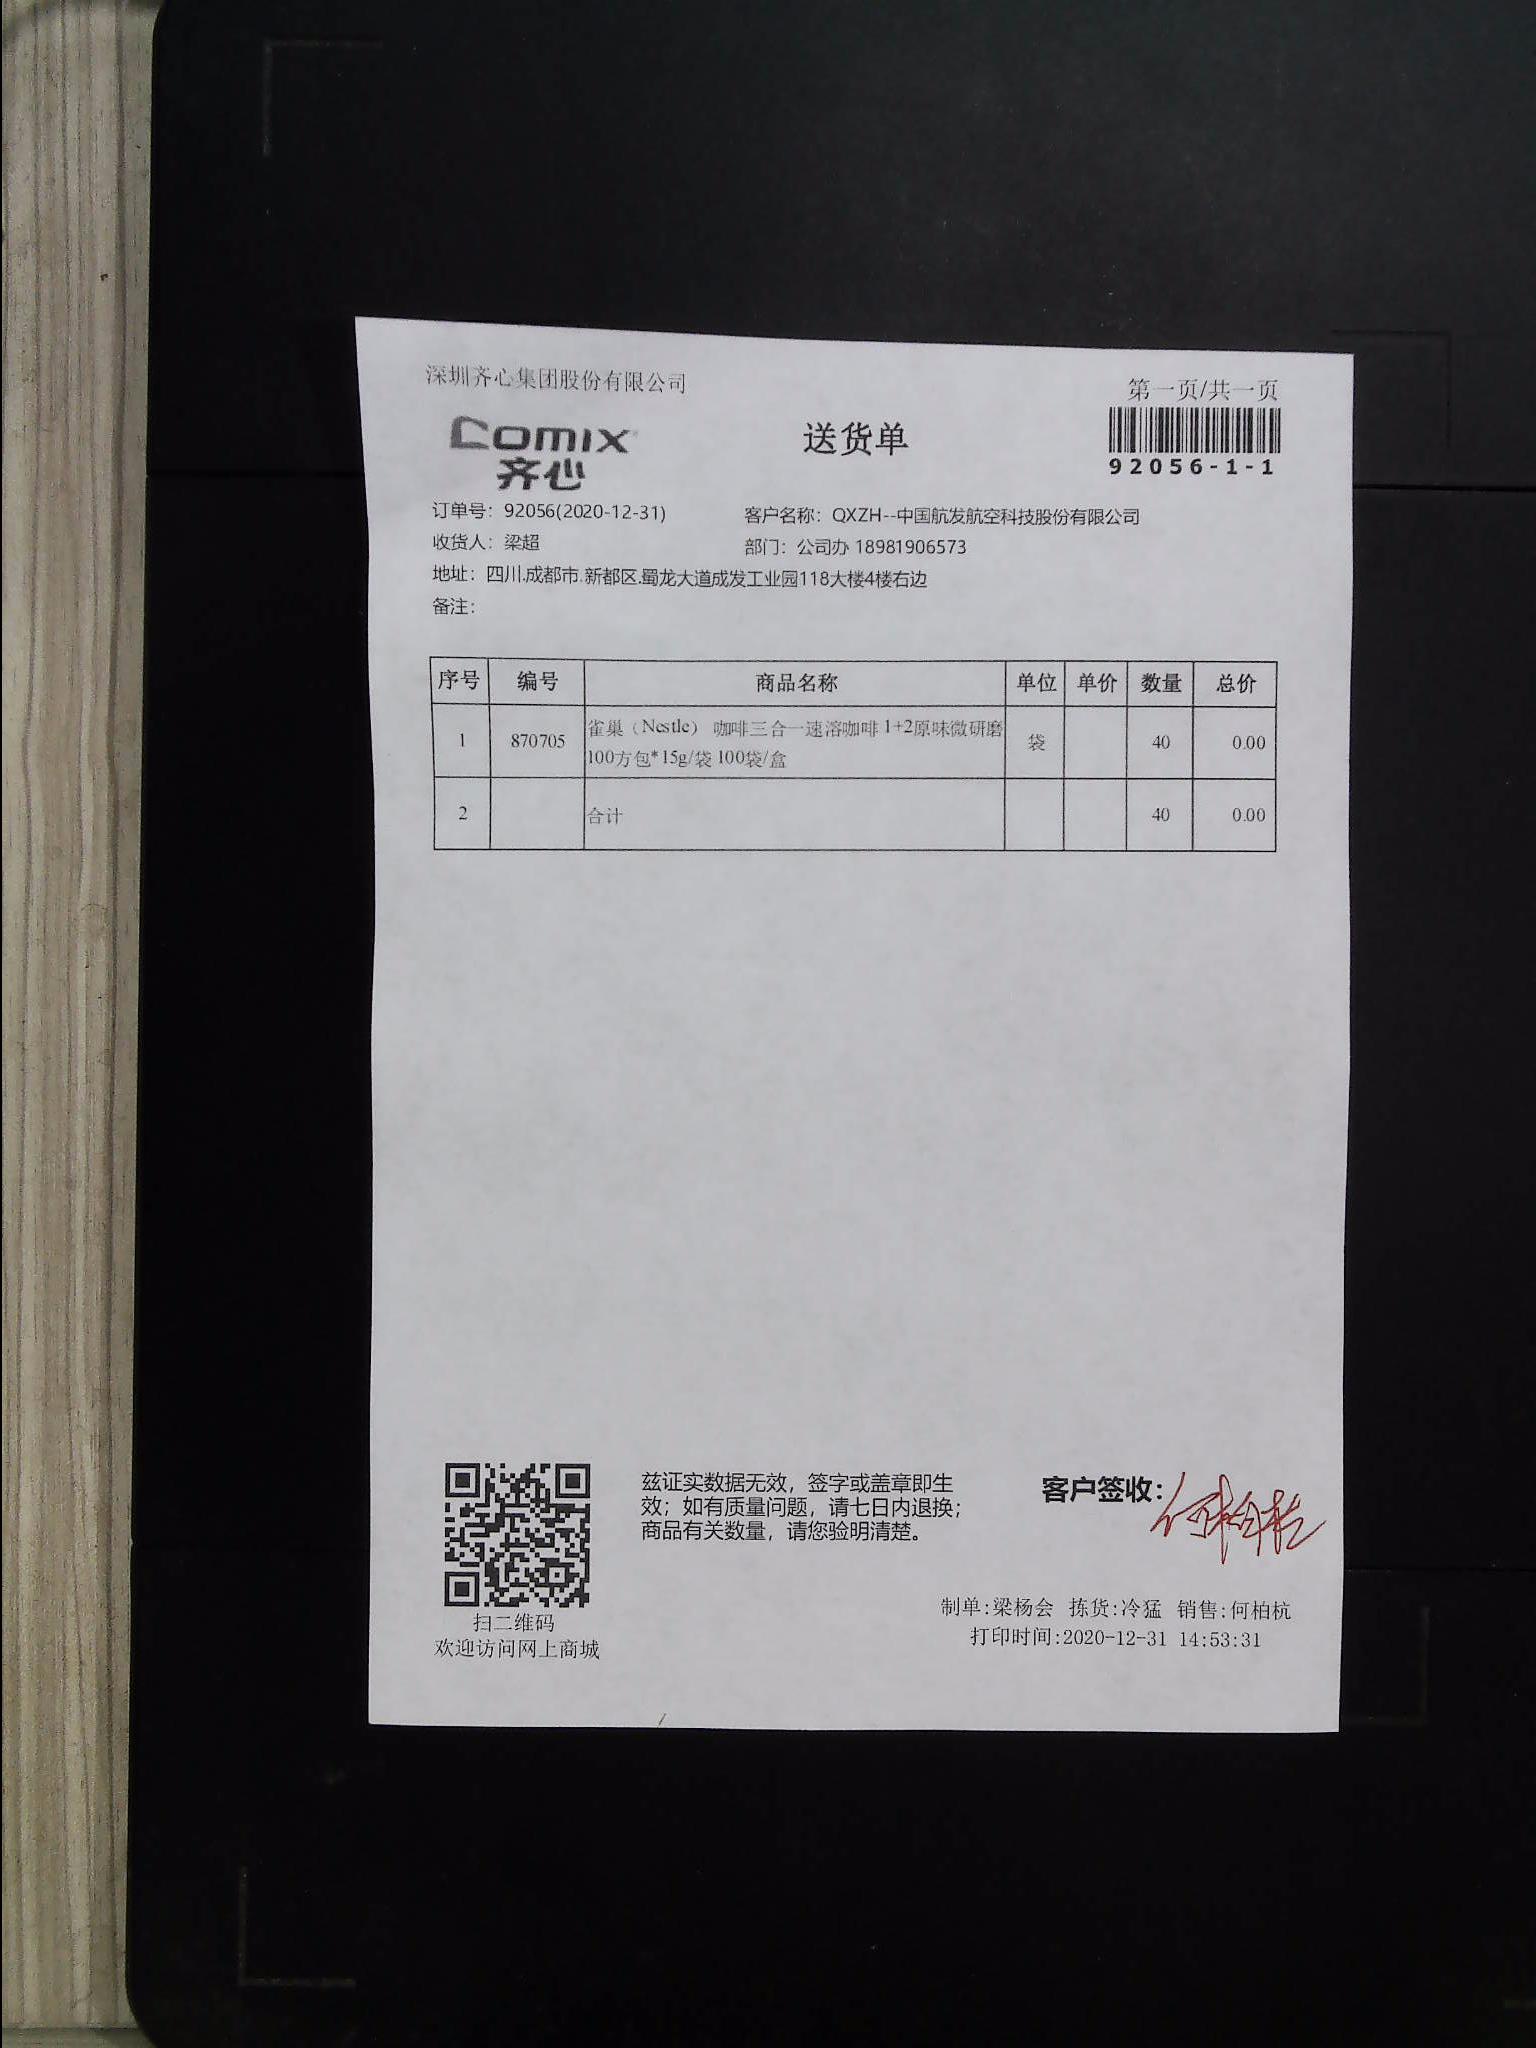 深圳齐心集团股份有限公司
第一页/共一页
Comix
齐心
送货单
92056-1-1
订单号：92056(2020-12-31)
客户名称：QXZH--中国航发航空科技股份有限公司
收货人：梁超
部门：公司办 18981906573
地址：四川.成都市.新都区.蜀龙大道成发工业园118大楼4楼右边
备注：
序号 编号 商品名称 单位 单价 数量 总价
1 870705 雀巢（Nestle） 咖啡三合一速溶咖啡 1+2原味微研磨 袋 40 0.00
100方包*15g/袋 100袋/盒
2 合计 40 0.00
兹证实数据无效，签字或盖章即生
效；如有质量问题，请七日内退换；
商品有关数量，请您验明清楚。
客户签收：何柏杭
扫二维码
欢迎访问网上商城
制单:梁杨会 拣货:冷猛 销售:何柏杭
打印时间:2020-12-31 14:53:31